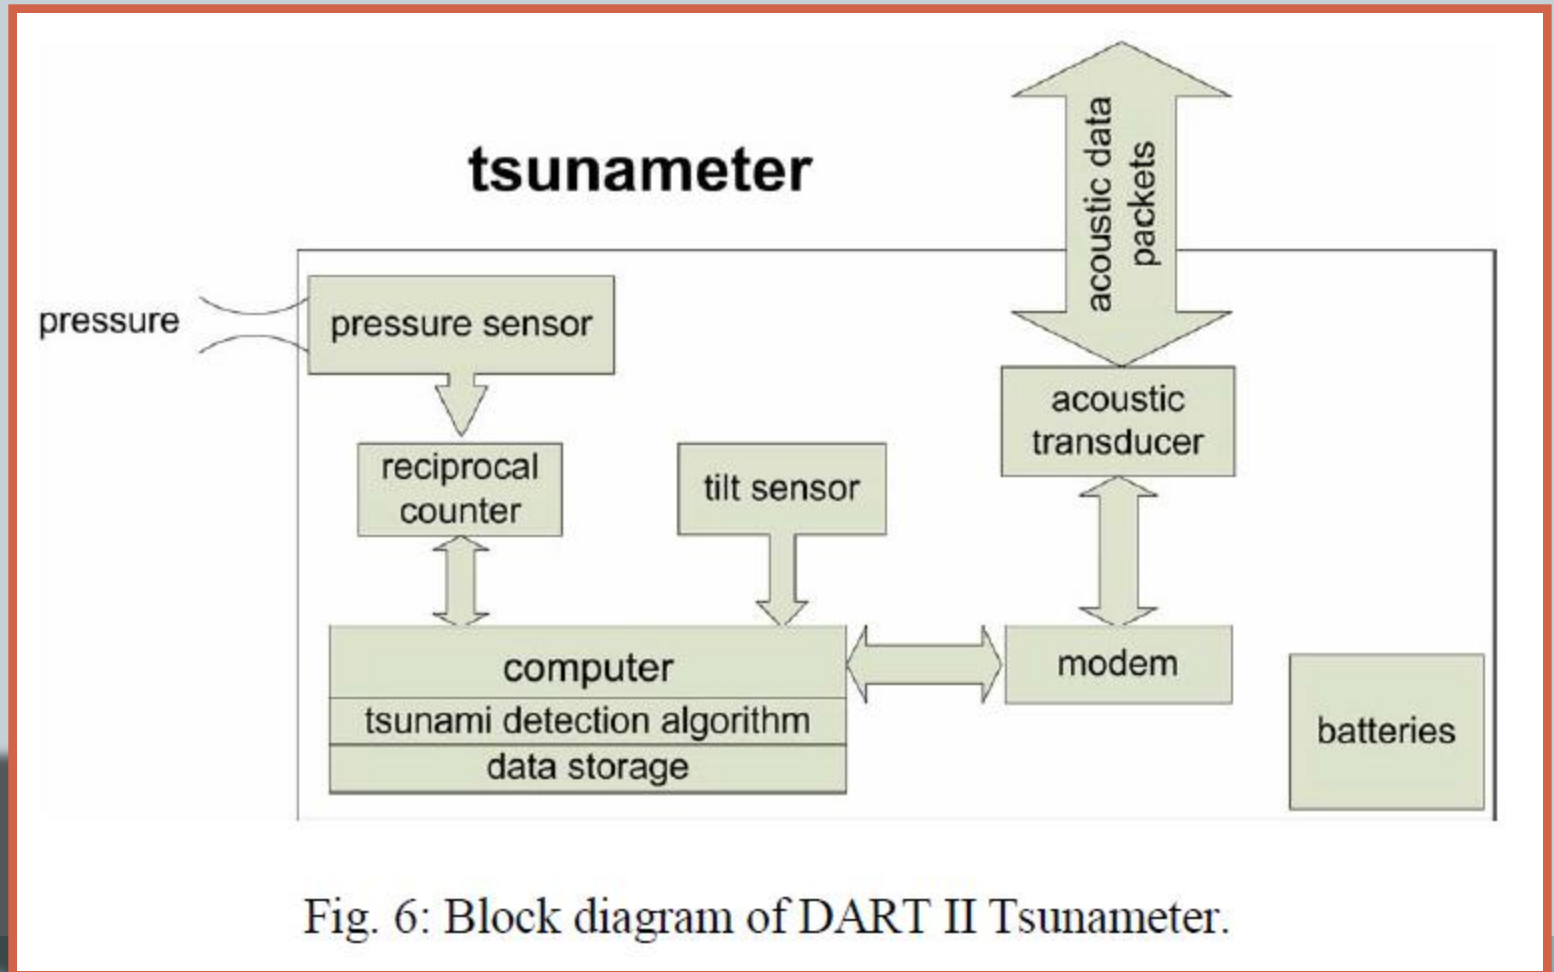 tsunameter
acoustic data
packets
pressure
pressure sensor
acoustic
transducer
reciprocal
counter
tilt sensor
computer
modem
tsunami detection algorithm
batteries
data storage
Fig. 6: Block diagram of DART II Tsunameter.